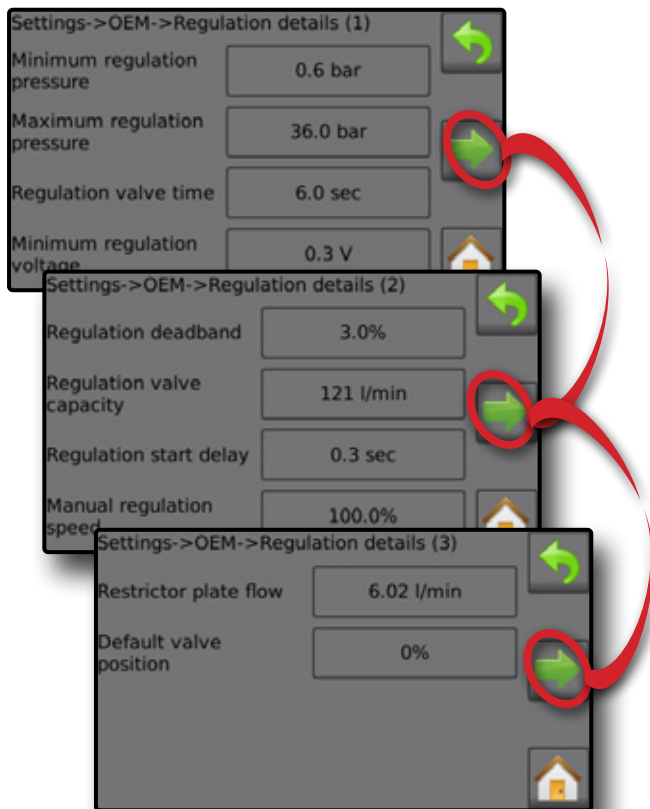 Settings->OEM->Regulation details (1)
Minimum regulation
pressure
0.6 bar
Maximum regulation
pressure
36.0 bar
Regulation valve time
6.0 sec
Minimum regulation
voltage
0.3 V
Settings->OEM->Regulation details (2)
Regulation deadband
3.0%
Regulation valve
capacity
121 l/min
Regulation start delay
0.3 sec
Manual regulation
speed
100.0%
Settings->OEM->Regulation details (3)
Restrictor plate flow
6.02 l/min
Default valve
position
0%